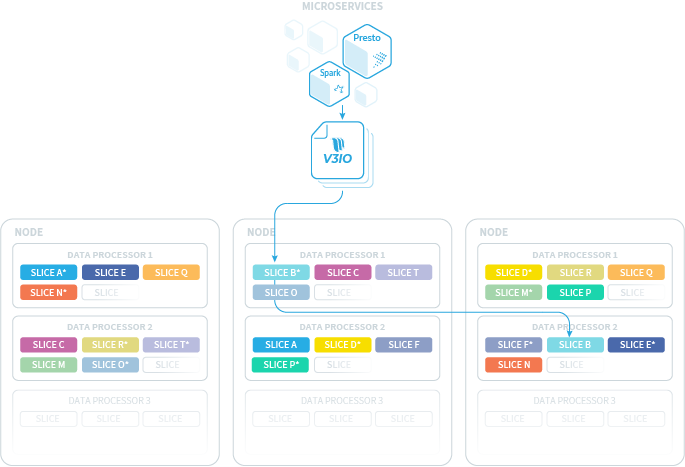 MICROSERVICES
Presto
Spark
V3IO
NODE
DATA PROCESSOR 1
SLICE A* SLICE E SLICE Q
SLICE N* SLICE
DATA PROCESSOR 2
SLICE C SLICE R* SLICE T*
SLICE M SLICE O* SLICE
DATA PROCESSOR 3
SLICE SLICE SLICE
NODE
DATA PROCESSOR 1
SLICE B* SLICE C SLICE T
SLICE O SLICE
DATA PROCESSOR 2
SLICE A SLICE D* SLICE F
SLICE P* SLICE
DATA PROCESSOR 3
SLICE SLICE SLICE
NODE
DATA PROCESSOR 1
SLICE D* SLICE R SLICE Q
SLICE M* SLICE P SLICE
DATA PROCESSOR 2
SLICE F* SLICE B SLICE E*
SLICE N SLICE
DATA PROCESSOR 3
SLICE SLICE SLICE